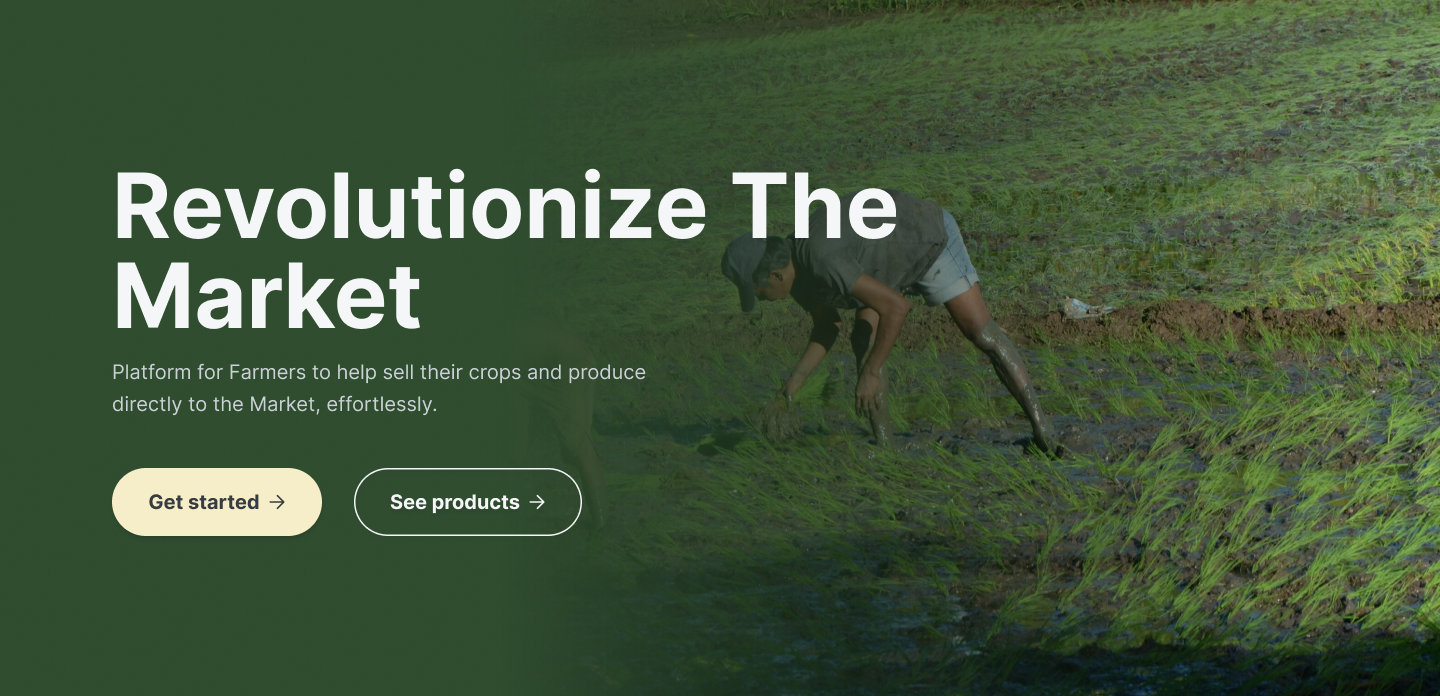 Revolutionize The
Market
Platform for Farmers to help sell their crops and produce
directly to the Market, effortlessly.
Get started →
See products →